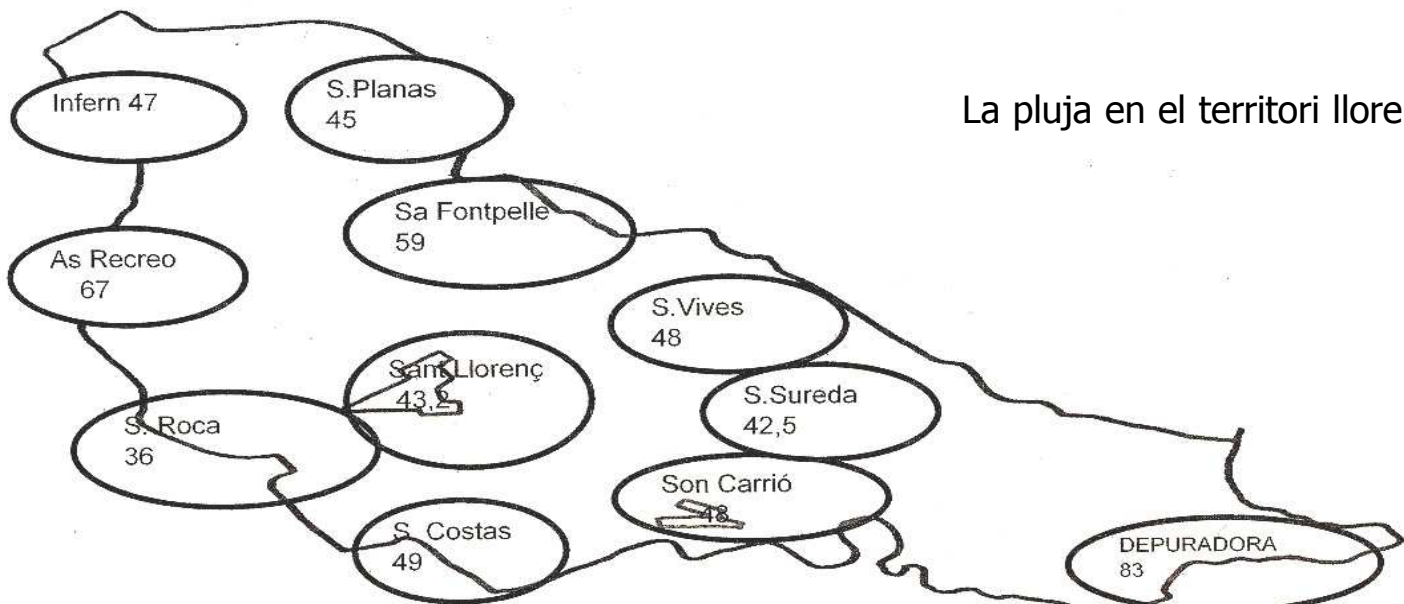 La pluja en el territori llore
Infern 47
S.Planas
45
Sa Fontpelle
59
As Recreo
67
S.Vives
48
Sant Llorenç
43,2
S.Sureda
42,5
S. Roca
36
Son Carrió
48
S. Costas
49
DEPURADORA
83